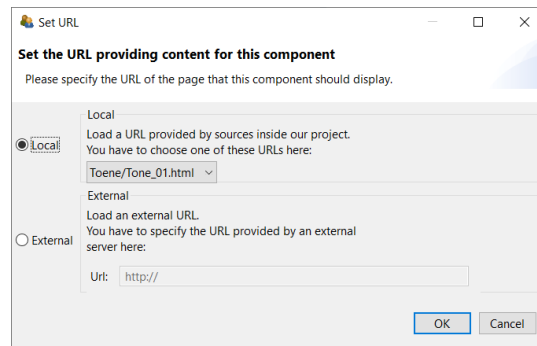 Set URL
Set the URL providing content for this component
Please specify the URL of the page that this component should display.
Local
Load a URL provided by sources inside our project.
You have to choose one of these URLs here:
Local
Toene/Tone_01.html
External
Load an external URL.
You have to specify the URL provided by an external
External
server here:
Url: http://
OK Cancel